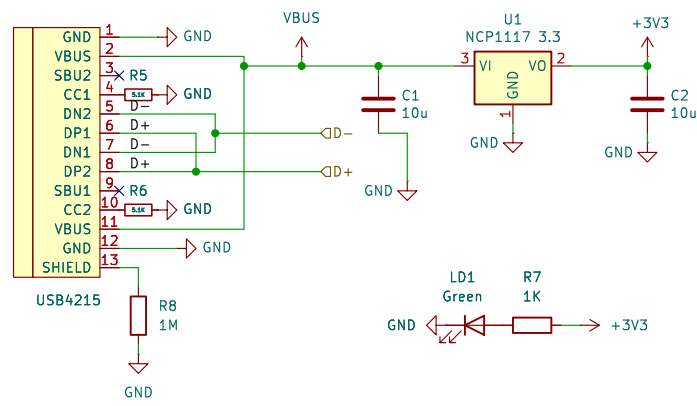 GND 1 GND
VBUS 2
SBU2 3 R5
CC1 4 5.1K GND
DN2 5 D-
DP1 6 D+
DN1 7 D-
DP2 8 D+
SBU1 9 R6
CC2 10 5.1K GND
VBUS 11
GND 12 GND
SHIELD 13
USB4215
R8
1M
GND
D-
D+
VBUS
C1
10u
GND
U1
NCP1117 3.3
3 VI VO 2
GND
1
GND
+3V3
C2
10u
GND
LD1
Green
R7
1K
GND
+3V3